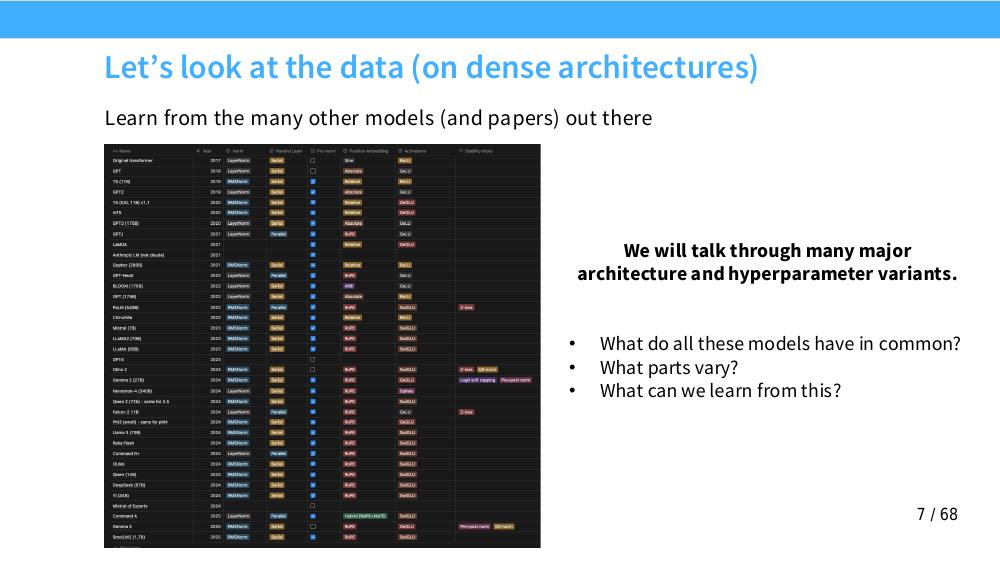 Let's look at the data (on dense architectures)
Learn from the many other models (and papers) out there
Name Year Norm Parallel Layer Pre-norm Position embedding Activations Stability tricks
Original transformer 2017 LayerNorm Serial Sine ReLU
GPT 2018 LayerNorm Serial Absolute GeLU
T5 (11B) 2019 RMSNorm Serial Relative ReLU
GPT2 2019 LayerNorm Serial Absolute GeLU
T5 (XXL 11B) v1.1 2020 RMSNorm Serial Relative GeGLU
mT5 2020 RMSNorm Serial Relative GeGLU
GPT3 (175B) 2020 LayerNorm Serial Absolute GeLU
GPTJ 2021 LayerNorm Parallel RoPE GeLU
LaMDA 2021 Relative GeGLU
Anthropic LM (not claude) 2021
Gopher (280B) 2021 RMSNorm Serial Relative ReLU
GPT-NeoX 2022 LayerNorm Parallel RoPE GeLU
BLOOM (175B) 2022 LayerNorm Serial AliBi GeLU
OPT (175B) 2022 LayerNorm Serial Absolute ReLU
PaLM (540B) 2022 RMSNorm Parallel RoPE SwiGLU Z-loss
Chinchilla 2022 RMSNorm Serial Relative ReLU
Mistral (7B) 2023 RMSNorm Serial RoPE SwiGLU
LLaMA2 (70B) 2023 RMSNorm Serial RoPE SwiGLU
LLaMA (65B) 2023 RMSNorm Serial RoPE SwiGLU
GPT4 2023
Olmo 2 2024 RMSNorm Serial RoPE SwiGLU Z-loss QK-norm
Gemma 2 (27B) 2024 RMSNorm Serial RoPE GeGLU Logit soft capping Pre+post norm
Nemotron-4 (340B) 2024 LayerNorm Serial RoPE SqRelu
Qwen 2 (72b) - same for 2.5 2024 RMSNorm Serial RoPE SwiGLU
Falcon 2 11B 2024 LayerNorm Parallel RoPE GeLU Z-loss
Phi3 (small) - same for phi4 2024 RMSNorm Serial RoPE GeGLU
Llama 3 (70B) 2024 RMSNorm Serial RoPE SwiGLU
Reka Flash 2024 RMSNorm Serial RoPE SwiGLU
Command R+ 2024 LayerNorm Parallel RoPE SwiGLU
OLMo 2024 RMSNorm Serial RoPE SwiGLU
Qwen (14B) 2024 RMSNorm Serial RoPE SwiGLU
DeepSeek (67B) 2024 RMSNorm Serial RoPE SwiGLU
Yi (34B) 2024 RMSNorm Serial RoPE SwiGLU
Mixtral of Experts 2024
Command A 2025 LayerNorm Parallel Hybrid (RoPE+NoPE) SwiGLU
Gemma 3 2025 RMSNorm Serial RoPE GeGLU Pre+post norm QK-norm
SmolLM2 (1.7B) 2025 RMSNorm Serial RoPE SwiGLU
We will talk through many major
architecture and hyperparameter variants.
• What do all these models have in common?
• What parts vary?
• What can we learn from this?
7 / 68